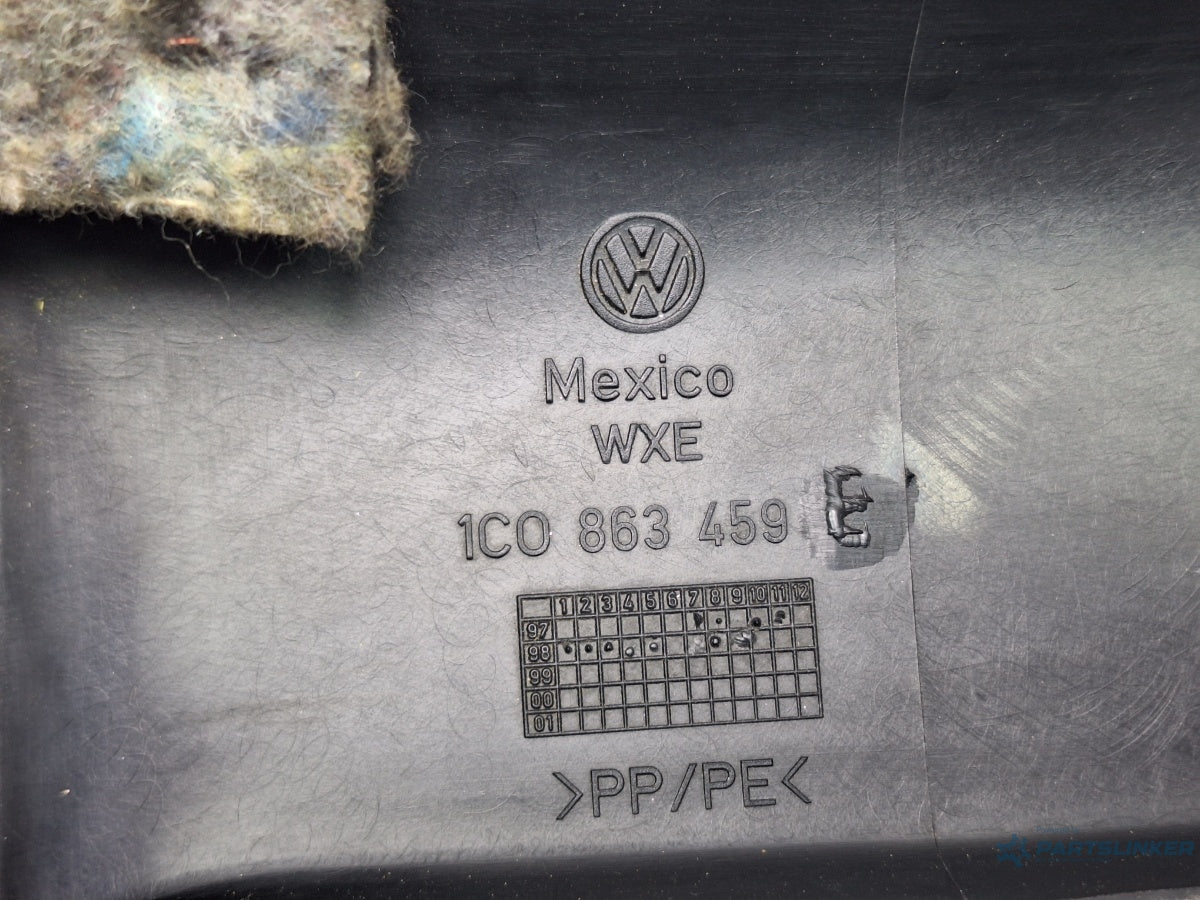 Mexico
WXE
1C0 863 459 E
1 2 3 4 5 6 7 8 9 10 11 12
97
98
99
00
01
>PP/PE<
PARTSLINKER